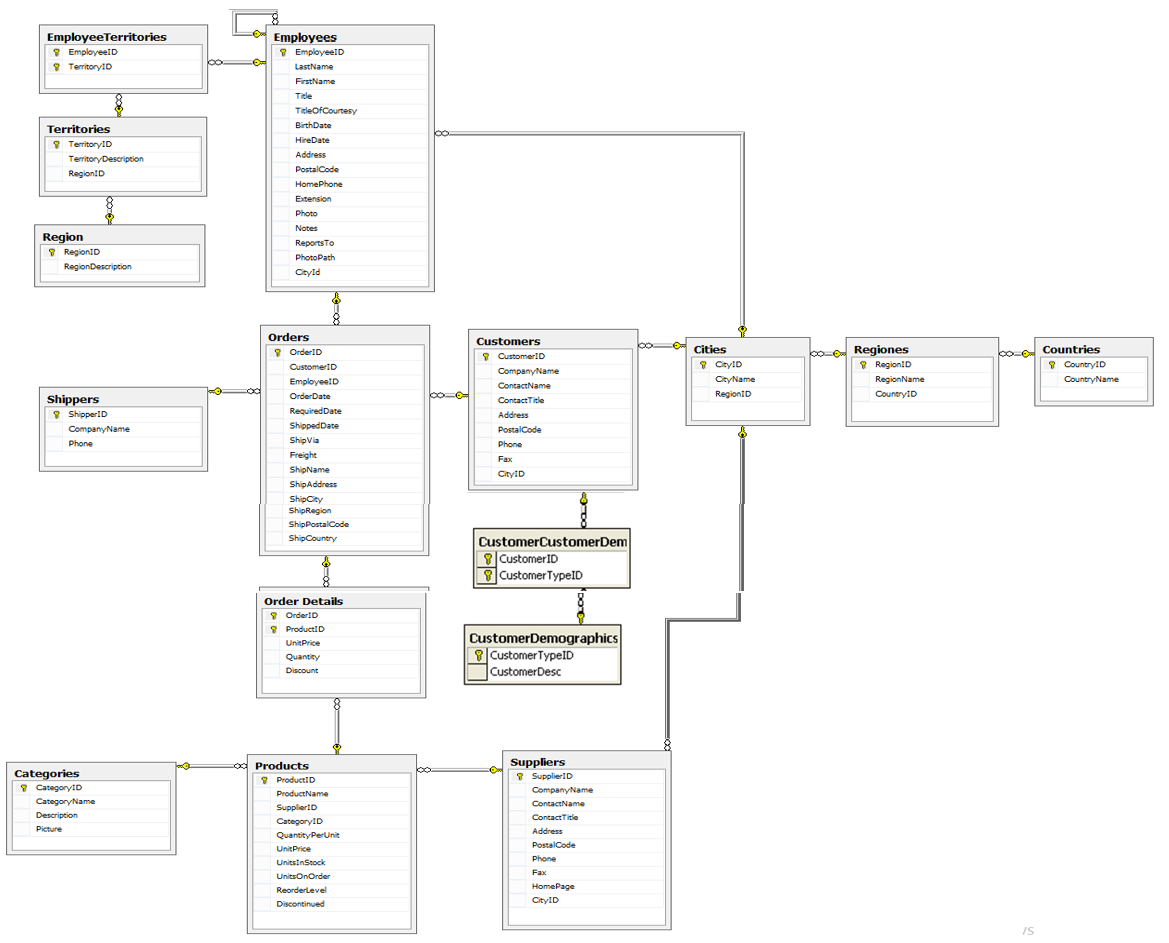 EmployeeTerritories
EmployeeID
TerritoryID
Employees
EmployeeID
LastName
FirstName
Title
TitleOfCourtesy
BirthDate
HireDate
Address
PostalCode
HomePhone
Extension
Photo
Notes
ReportsTo
PhotoPath
CityId
Territories
TerritoryID
TerritoryDescription
RegionID
Region
RegionID
RegionDescription
Orders
OrderID
CustomerID
EmployeeID
OrderDate
RequiredDate
ShippedDate
ShipVia
Freight
ShipName
ShipAddress
ShipCity
ShipRegion
ShipPostalCode
ShipCountry
Customers
CustomerID
CompanyName
ContactName
ContactTitle
Address
PostalCode
Phone
Fax
CityID
Cities
CityID
CityName
RegionID
Regiones
RegionID
RegionName
CountryID
Countries
CountryID
CountryName
Shippers
ShipperID
CompanyName
Phone
CustomerCustomerDem
CustomerID
CustomerTypeID
CustomerDemographics
CustomerTypeID
CustomerDesc
Order Details
OrderID
ProductID
UnitPrice
Quantity
Discount
Categories
CategoryID
CategoryName
Description
Picture
Products
ProductID
ProductName
SupplierID
CategoryID
QuantityPerUnit
UnitPrice
UnitsInStock
UnitsOnOrder
ReorderLevel
Discontinued
Suppliers
SupplierID
CompanyName
ContactName
ContactTitle
Address
PostalCode
Phone
Fax
HomePage
CityID
/S